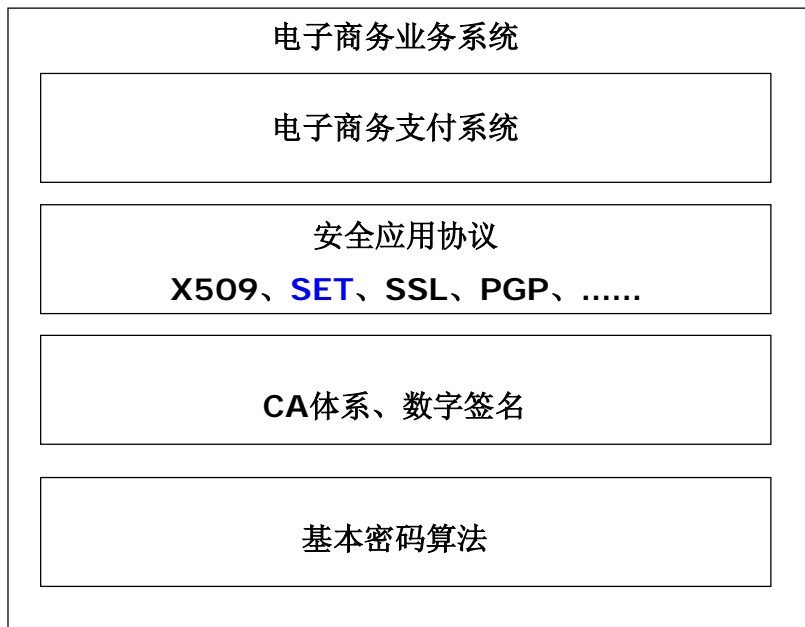 电子商务业务系统
电子商务支付系统
安全应用协议
X509、SET、SSL、PGP、......
CA体系、数字签名
基本密码算法